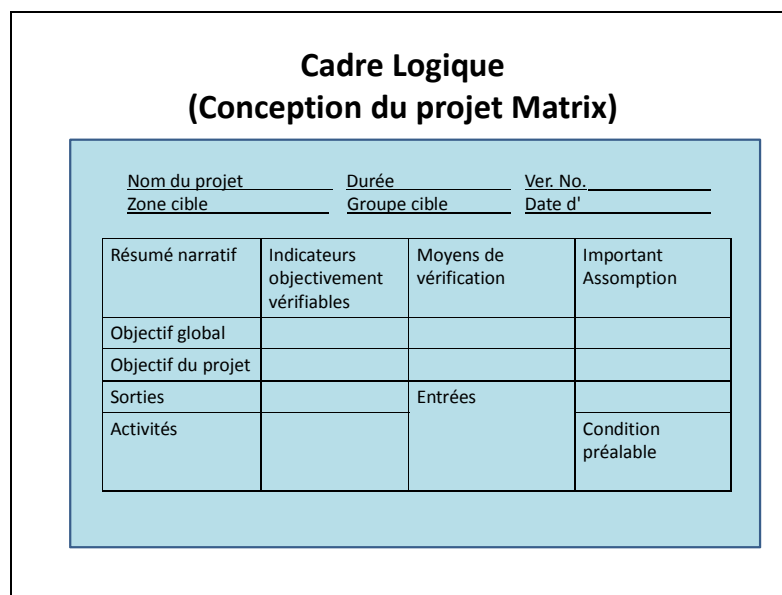 Cadre Logique
(Conception du projet Matrix)
Nom du projet Durée Ver. No.
Zone cible Groupe cible Date d'
Résumé narratif
Indicateurs
objectivement
vérifiables
Moyens de
vérification
Important
Assomption
Objectif global
Objectif du projet
Sorties
Entrées
Activités
Condition
préalable